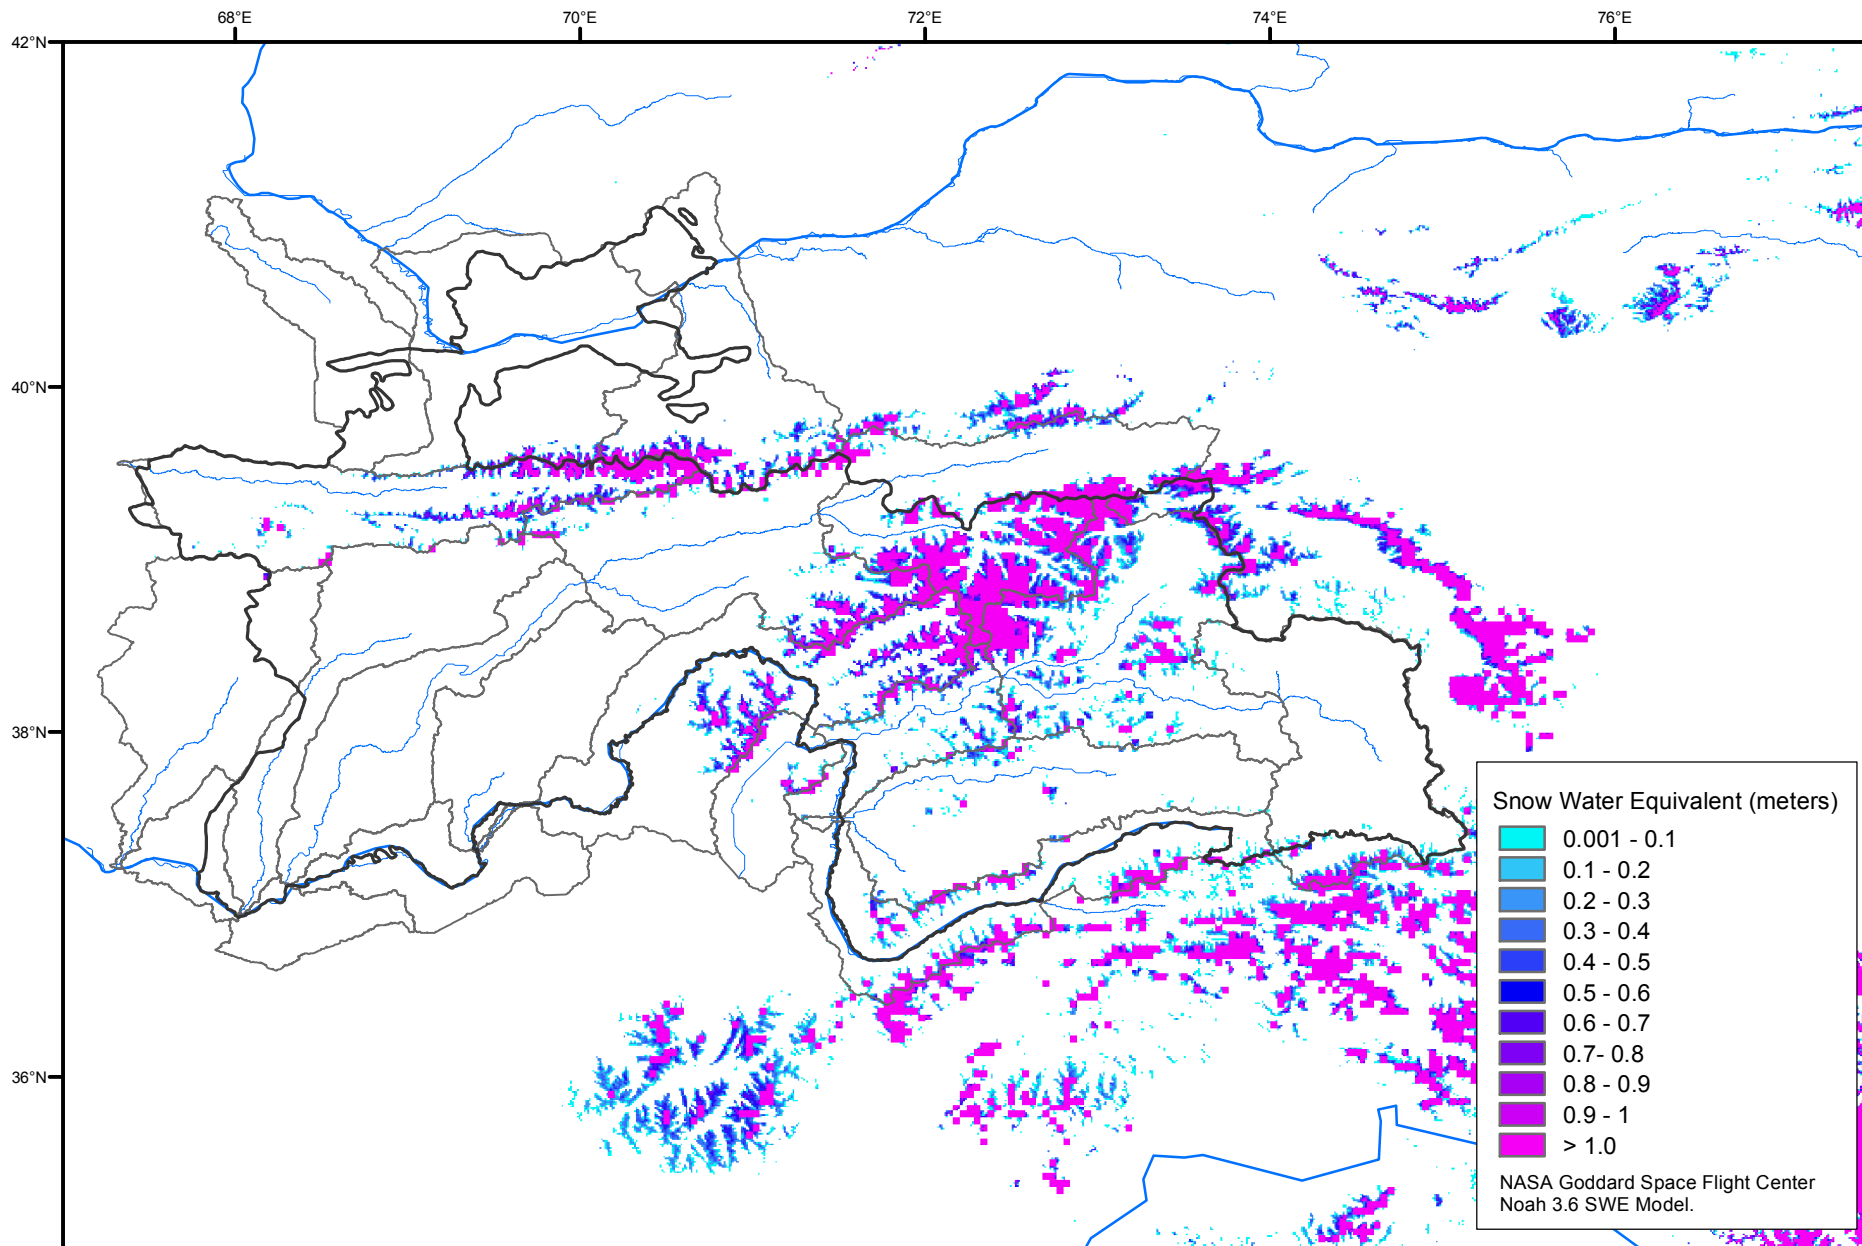 68°E
70°E
72°E
74°E
76°E
42°N
40°N
38°N
36°N
Snow Water Equivalent (meters)
0.001 - 0.1
0.1 - 0.2
0.2 - 0.3
0.3 - 0.4
0.4 - 0.5
0.5 - 0.6
0.6 - 0.7
0.7- 0.8
0.8 - 0.9
0.9 - 1
> 1.0
NASA Goddard Space Flight Center
Noah 3.6 SWE Model.